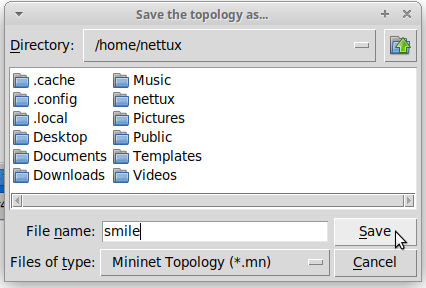 Save the topology as...
Directory: /home/nettux
.cache Music
.config nettux
.local Pictures
Desktop Public
Documents Templates
Downloads Videos
File name: smile Save
Files of type: Mininet Topology (*.mn) Cancel